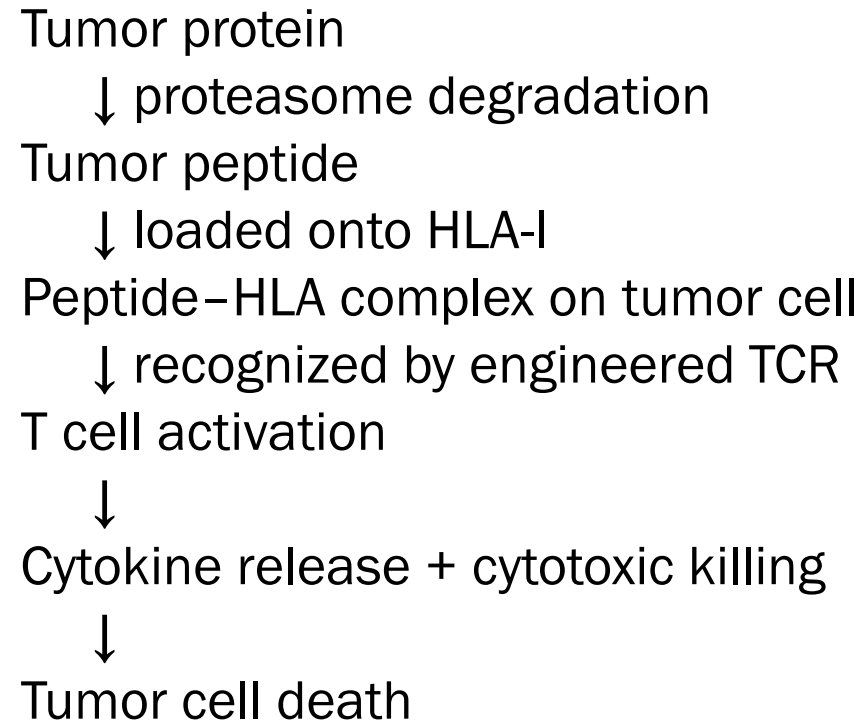 Tumor protein
↓ proteasome degradation
Tumor peptide
↓ loaded onto HLA-I
Peptide–HLA complex on tumor cell
↓ recognized by engineered TCR
T cell activation
↓
Cytokine release + cytotoxic killing
↓
Tumor cell death